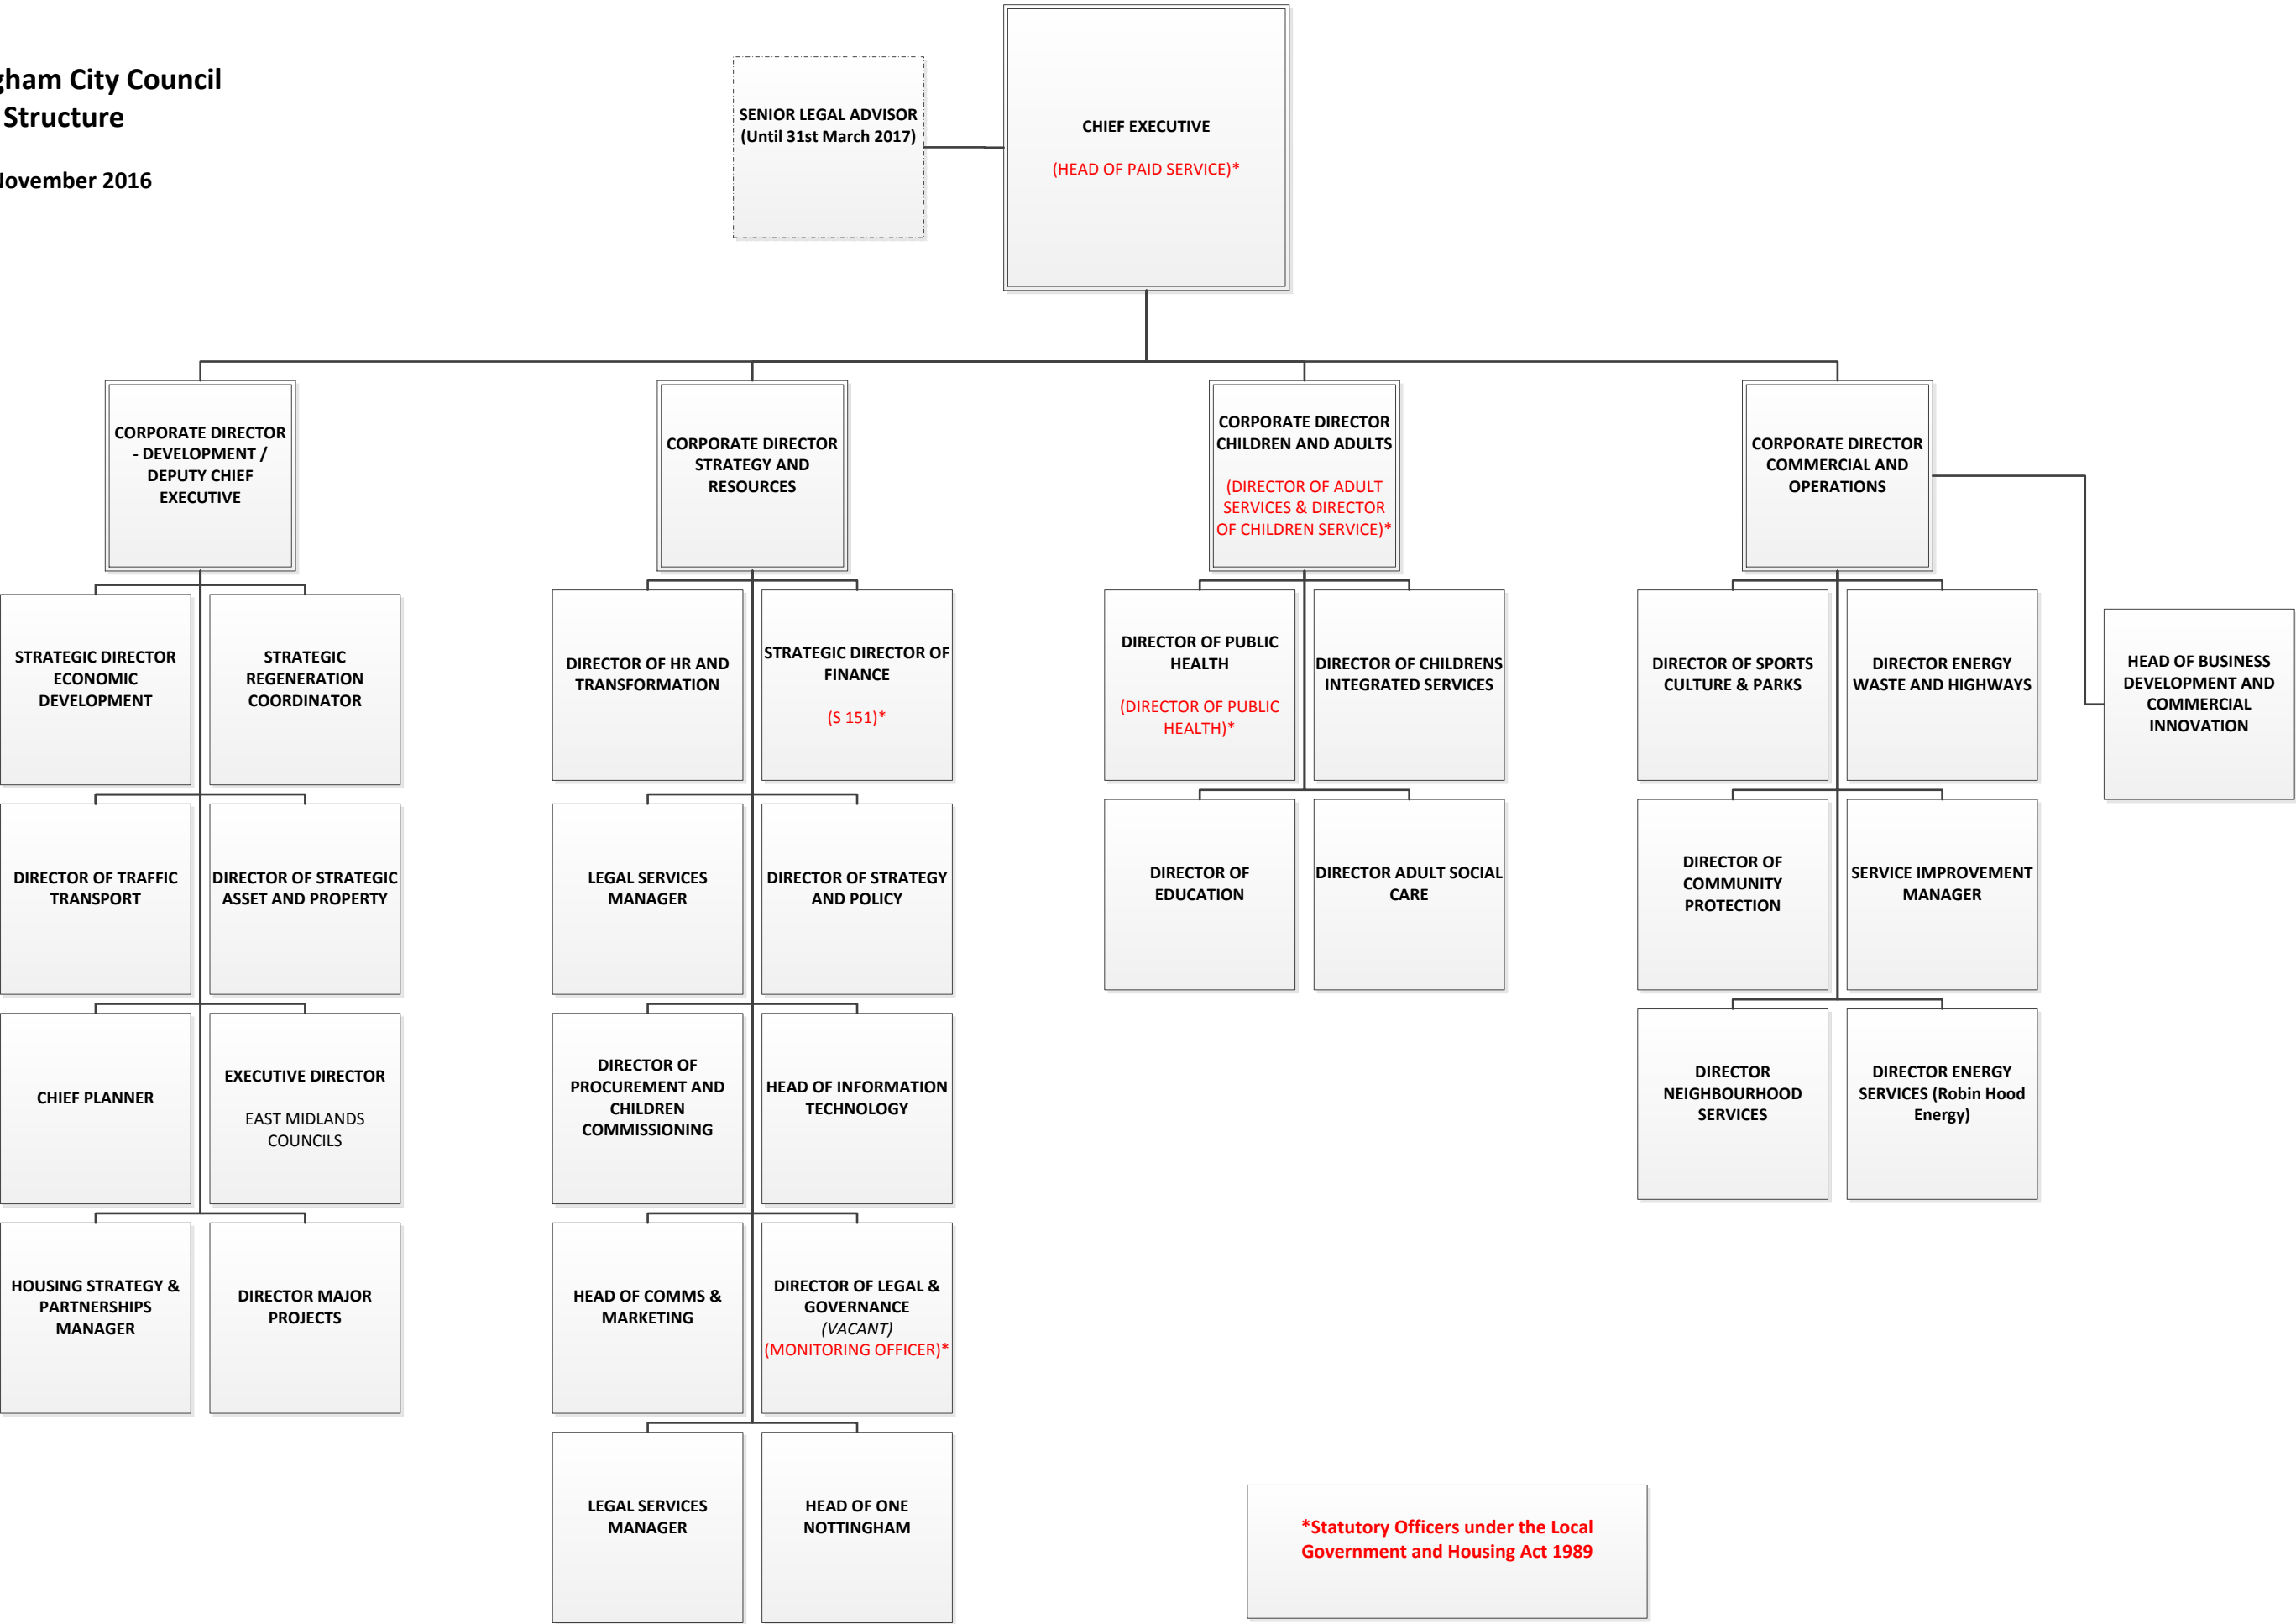 gham City Council
Structure
November 2016
SENIOR LEGAL ADVISOR
(Until 31st March 2017)
CHIEF EXECUTIVE
(HEAD OF PAID SERVICE)*
CORPORATE DIRECTOR
- DEVELOPMENT /
DEPUTY CHIEF
EXECUTIVE
CORPORATE DIRECTOR
STRATEGY AND
RESOURCES
CORPORATE DIRECTOR
CHILDREN AND ADULTS
(DIRECTOR OF ADULT
SERVICES & DIRECTOR
OF CHILDREN SERVICE)*
CORPORATE DIRECTOR
COMMERCIAL AND
OPERATIONS
STRATEGIC DIRECTOR
ECONOMIC
DEVELOPMENT
STRATEGIC
REGENERATION
COORDINATOR
DIRECTOR OF HR AND
TRANSFORMATION
STRATEGIC DIRECTOR OF
FINANCE
(S 151)*
DIRECTOR OF PUBLIC
HEALTH
(DIRECTOR OF PUBLIC
HEALTH)*
DIRECTOR OF CHILDRENS
INTEGRATED SERVICES
DIRECTOR OF SPORTS
CULTURE & PARKS
DIRECTOR ENERGY
WASTE AND HIGHWAYS
HEAD OF BUSINESS
DEVELOPMENT AND
COMMERCIAL
INNOVATION
DIRECTOR OF TRAFFIC
TRANSPORT
DIRECTOR OF STRATEGIC
ASSET AND PROPERTY
LEGAL SERVICES
MANAGER
DIRECTOR OF STRATEGY
AND POLICY
DIRECTOR OF
EDUCATION
DIRECTOR ADULT SOCIAL
CARE
DIRECTOR OF
COMMUNITY
PROTECTION
SERVICE IMPROVEMENT
MANAGER
CHIEF PLANNER
EXECUTIVE DIRECTOR
EAST MIDLANDS
COUNCILS
DIRECTOR OF
PROCUREMENT AND
CHILDREN
COMMISSIONING
HEAD OF INFORMATION
TECHNOLOGY
DIRECTOR
NEIGHBOURHOOD
SERVICES
DIRECTOR ENERGY
SERVICES (Robin Hood
Energy)
HOUSING STRATEGY &
PARTNERSHIPS
MANAGER
DIRECTOR MAJOR
PROJECTS
HEAD OF COMMS &
MARKETING
DIRECTOR OF LEGAL &
GOVERNANCE
(VACANT)
(MONITORING OFFICER)*
LEGAL SERVICES
MANAGER
HEAD OF ONE
NOTTINGHAM
*Statutory Officers under the Local
Government and Housing Act 1989